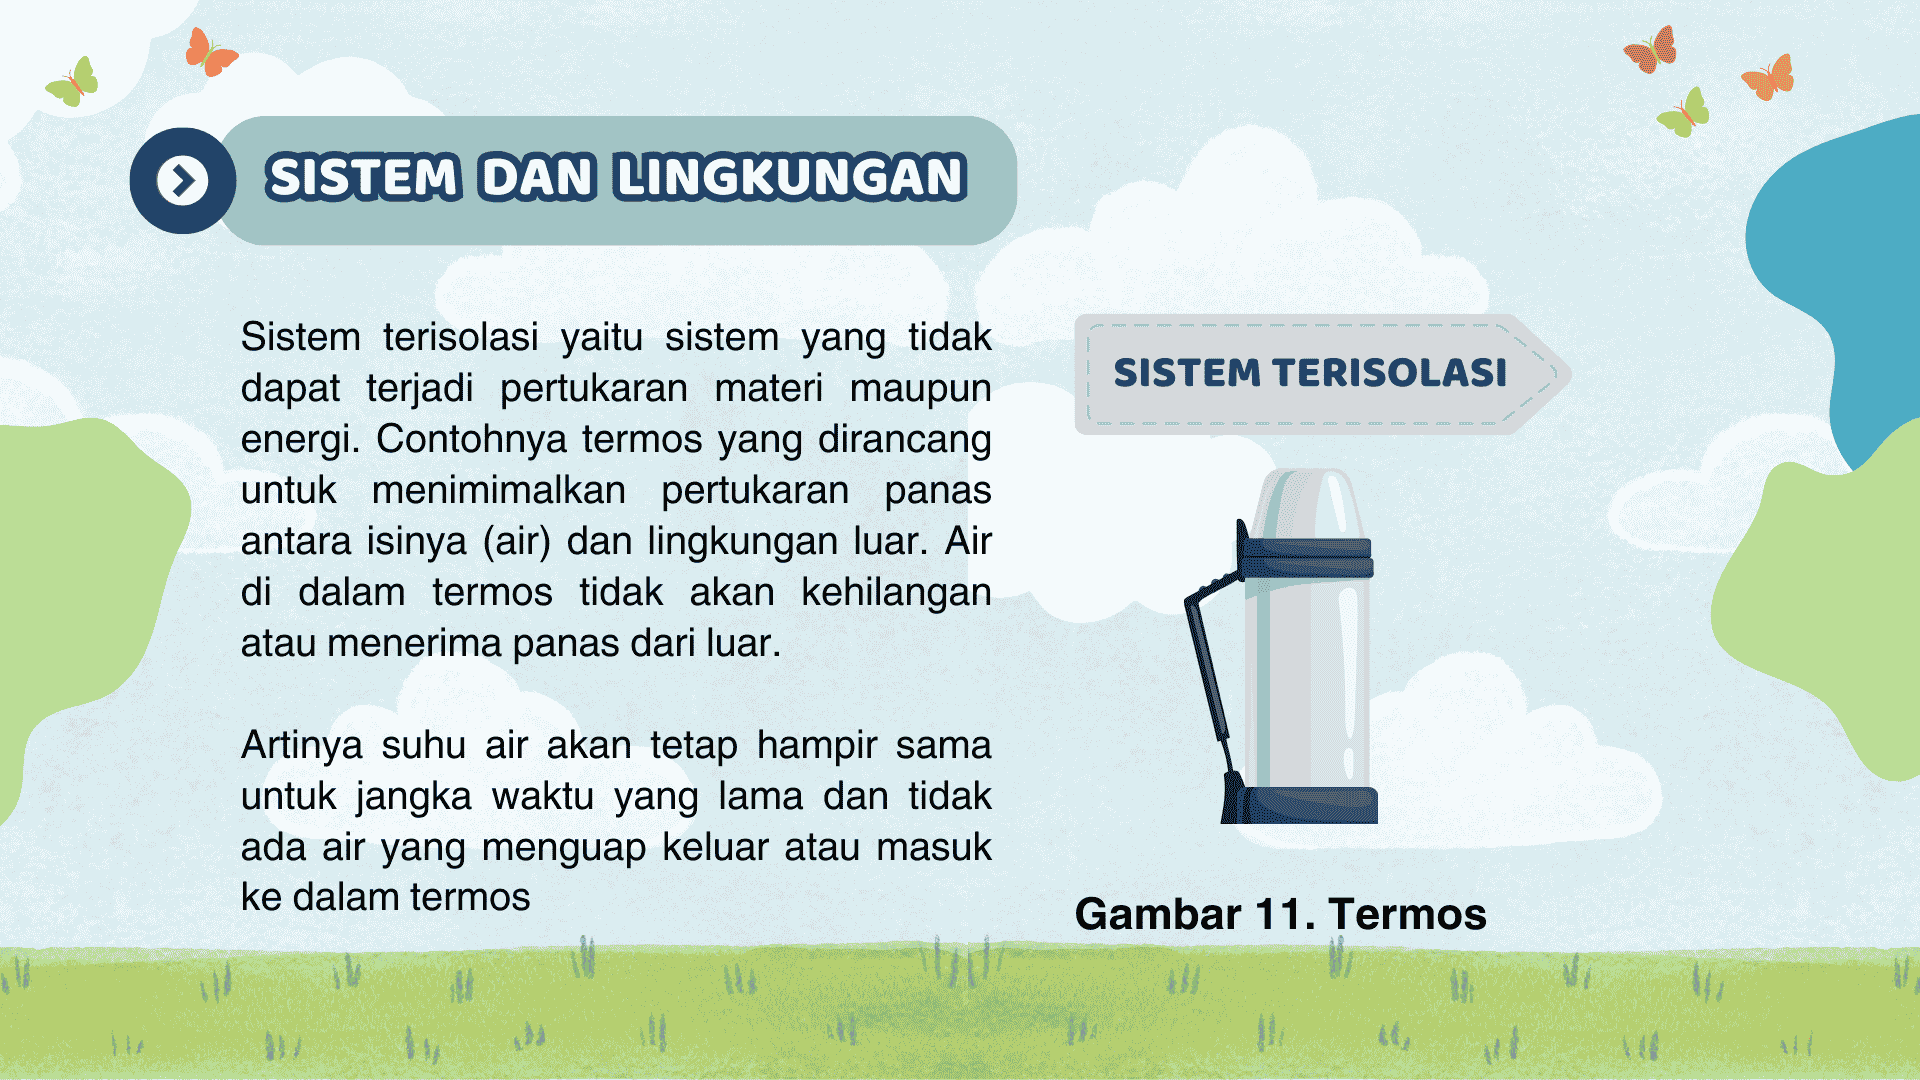 SISTEM DAN LINGKUNGAN
Sistem terisolasi yaitu sistem yang tidak
dapat terjadi pertukaran materi maupun
energi. Contohnya termos yang dirancang
untuk menimimalkan pertukaran panas
antara isinya (air) dan lingkungan luar. Air
di dalam termos tidak akan kehilangan
atau menerima panas dari luar.
Artinya suhu air akan tetap hampir sama
untuk jangka waktu yang lama dan tidak
ada air yang menguap keluar atau masuk
ke dalam termos
SISTEM TERISOLASI
Gambar 11. Termos